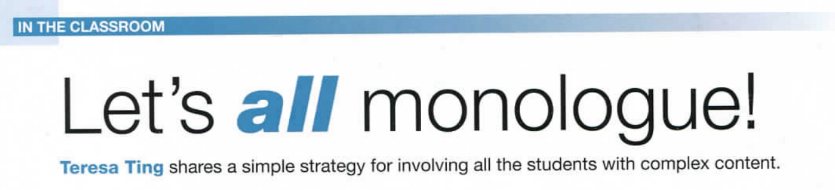 IN THE CLASSROOM
Let's all monologue!
Teresa Ting shares a simple strategy for involving all the students with complex content.